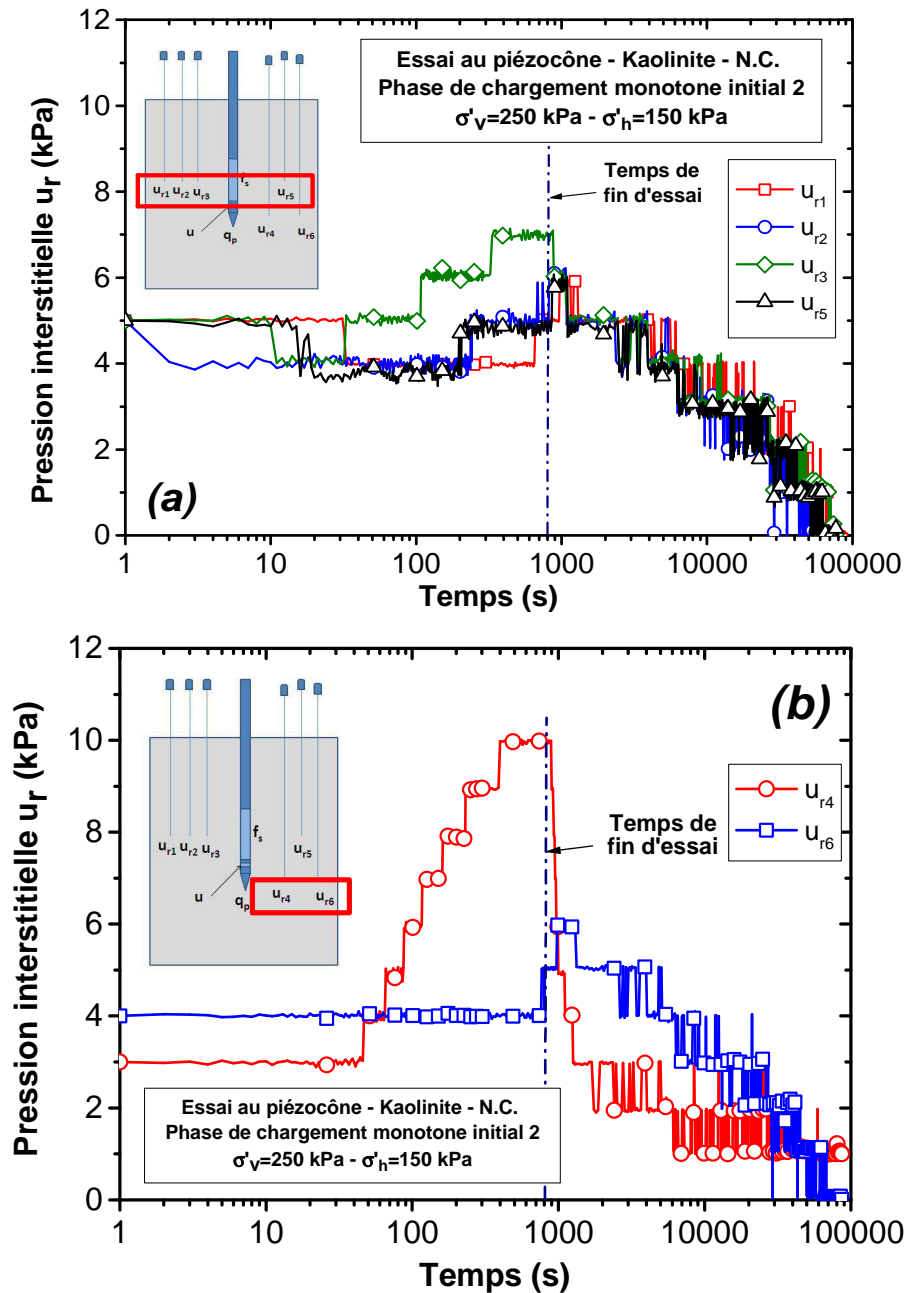 12
10
8
6
4
2
0
Pression interstitielle u_r (kPa)
f_s
u_r1 u_r2 u_r3
u_r5
u
q_p
u_r4
u_r6
Essai au piézocône - Kaolinite - N.C.
Phase de chargement monotone initial 2
σ'_V=250 kPa - σ'_h=150 kPa
Temps de
fin d'essai
u_r1
u_r2
u_r3
u_r5
(a)
1 10 100 1000 10000 100000
Temps (s)
12
10
8
6
4
2
0
Pression interstitielle u_r (kPa)
(b)
f_s
u_r1 u_r2 u_r3
u_r5
u
q_p
u_r4
u_r6
u_r4
u_r6
Temps de
fin d'essai
Essai au piézocône - Kaolinite - N.C.
Phase de chargement monotone initial 2
σ'_V=250 kPa - σ'_h=150 kPa
1 10 100 1000 10000 100000
Temps (s)